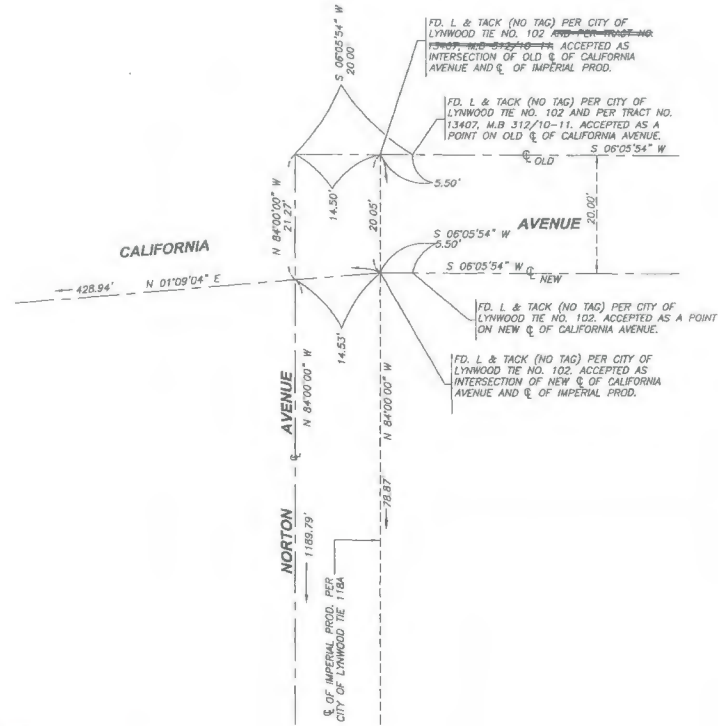 FD. L & TACK (NO TAG) PER CITY OF
LYNWOOD TIE NO. 102 AND PER TRACT NO.
13407, M.B 312/10-11. ACCEPTED AS
INTERSECTION OF OLD ℄ OF CALIFORNIA
AVENUE AND ℄ OF IMPERIAL PROD.
S 06°05'54" W
20.00'
FD. L & TACK (NO TAG) PER CITY OF
LYNWOOD TIE NO. 102 AND PER TRACT NO.
13407, M.B 312/10-11. ACCEPTED AS A
POINT ON OLD ℄ OF CALIFORNIA AVENUE.
S 06°05'54" W
℄ OLD
5.50'
14.50'
N 84°00'00" W
21.27'
20.05'
20.00'
AVENUE
S 06°05'54" W
5.50'
CALIFORNIA
S 06°05'54" W
℄ NEW
428.94'
N 01°09'04" E
FD. L & TACK (NO TAG) PER CITY OF
LYNWOOD TIE NO. 102. ACCEPTED AS A POINT
ON NEW ℄ OF CALIFORNIA AVENUE.
14.53'
FD. L & TACK (NO TAG) PER CITY OF
LYNWOOD TIE NO. 102. ACCEPTED AS
INTERSECTION OF NEW ℄ OF CALIFORNIA
AVENUE AND ℄ OF IMPERIAL PROD.
NORTON ℄ AVENUE
N 84°00'00" W
1189.79'
N 84°00'00" W
78.87'
℄ OF IMPERIAL PROD. PER
CITY OF LYNWOOD TIE 118A